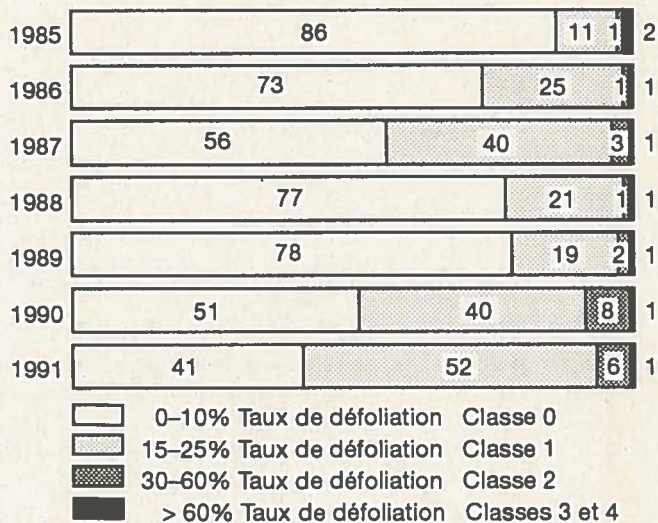 1985 86 11 1 2
1986 73 25 1 1
1987 56 40 3 1
1988 77 21 1 1
1989 78 19 2 1
1990 51 40 8 1
1991 41 52 6 1
0–10% Taux de défoliation Classe 0
15–25% Taux de défoliation Classe 1
30–60% Taux de défoliation Classe 2
> 60% Taux de défoliation Classes 3 et 4